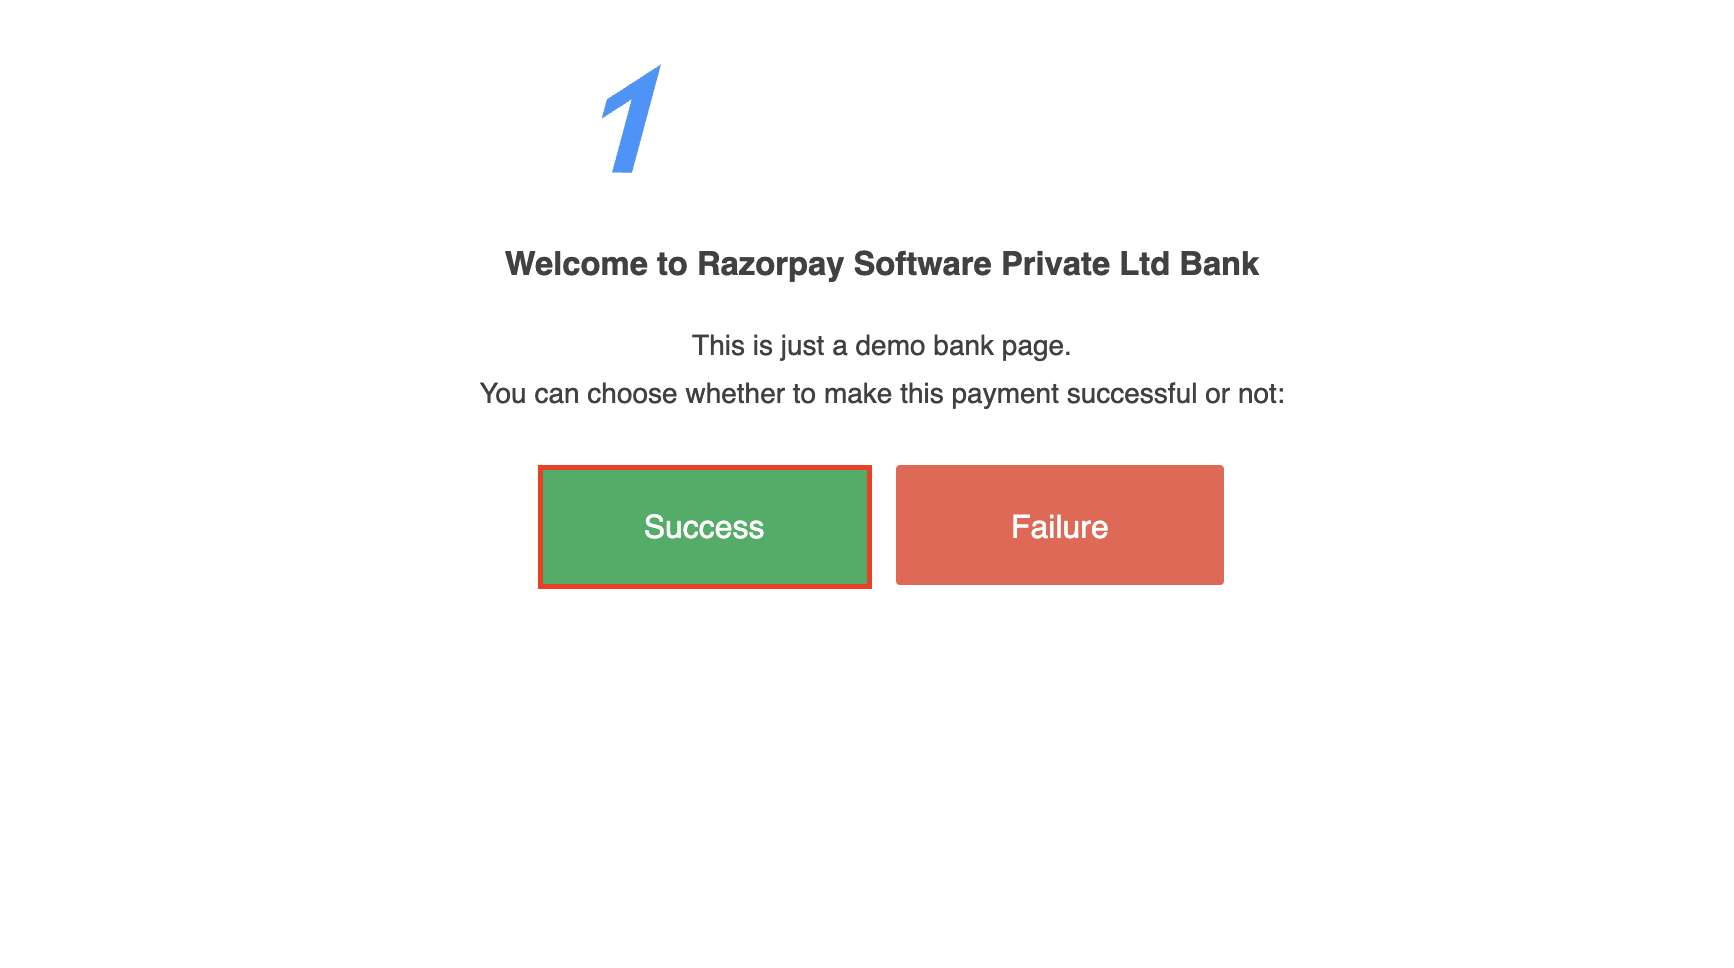 Welcome to Razorpay Software Private Ltd Bank
This is just a demo bank page.
You can choose whether to make this payment successful or not:
Success
Failure